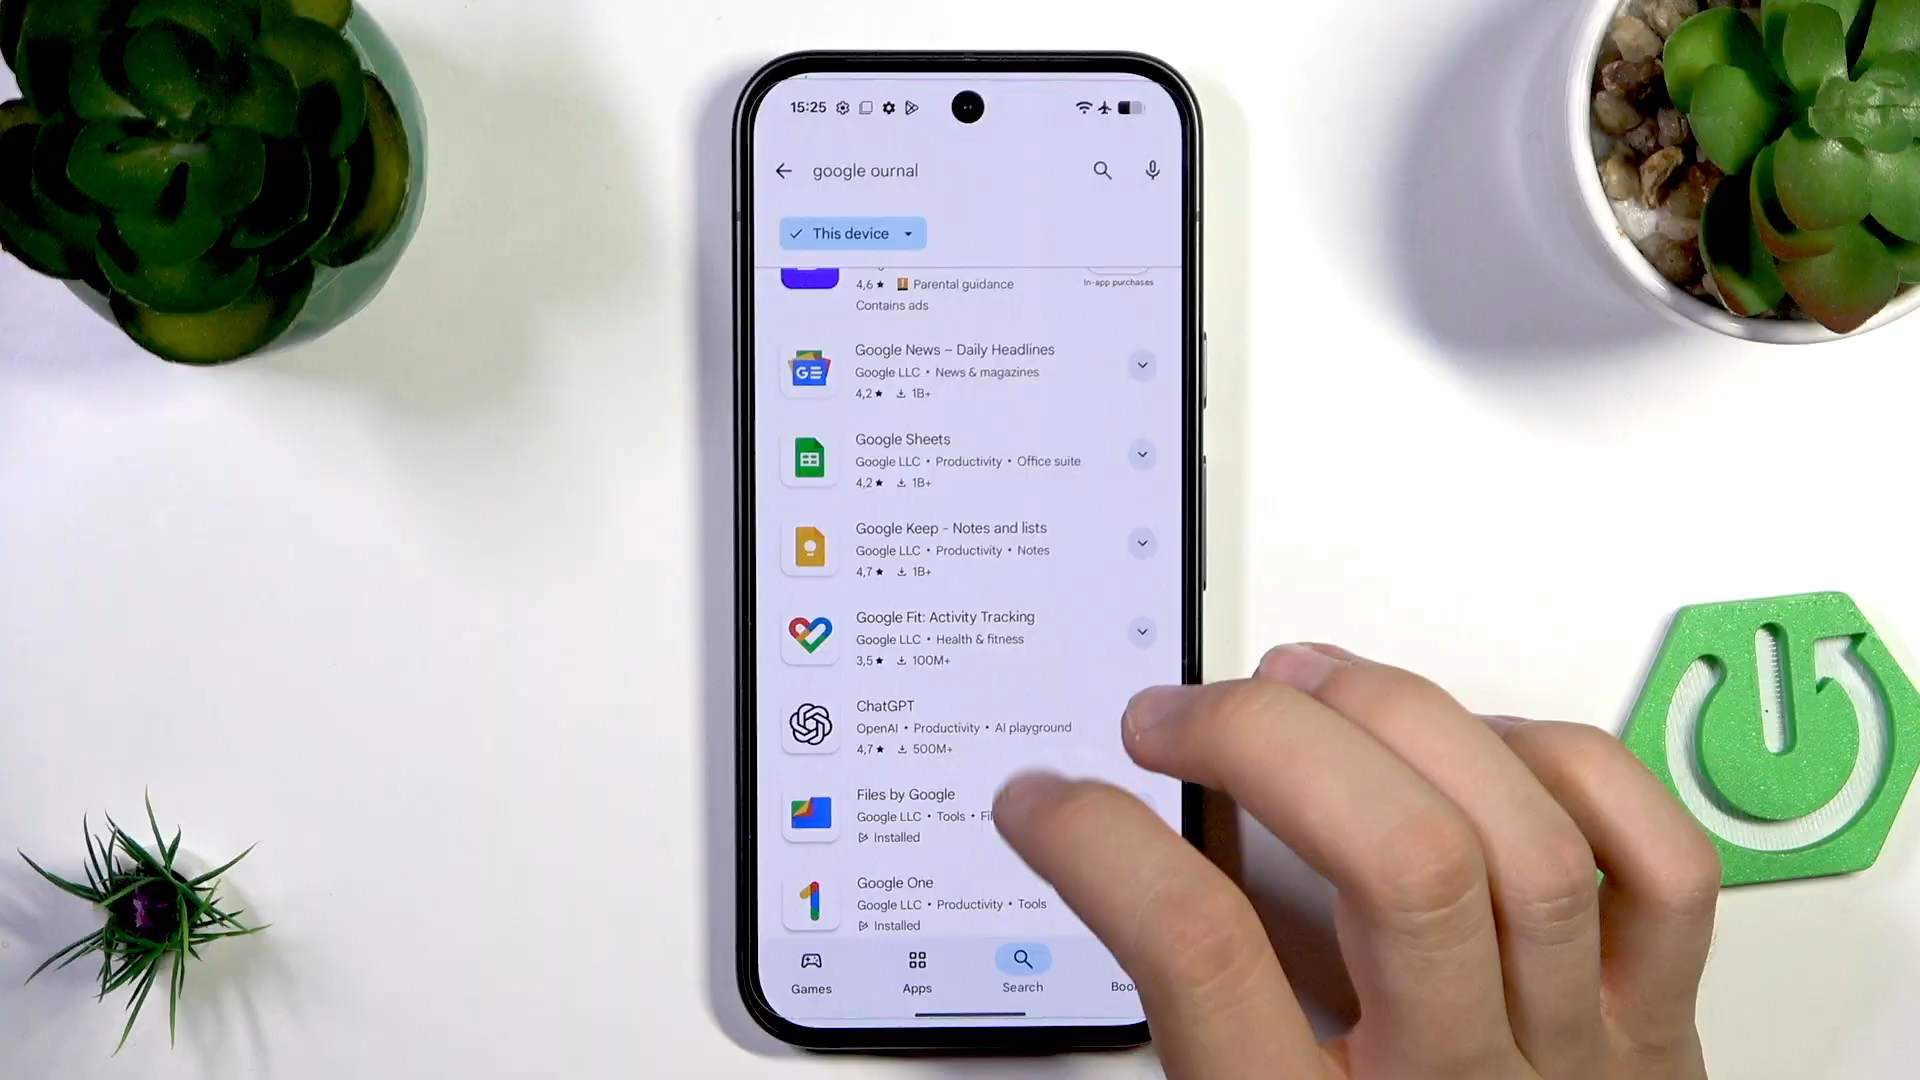 15:25
google ournal
This device
4,6★ Parental guidance
In-app purchases
Contains ads
Google News – Daily Headlines
Google LLC • News & magazines
4,2★ 1B+
Google Sheets
Google LLC • Productivity • Office suite
4,2★ 1B+
Google Keep - Notes and lists
Google LLC • Productivity • Notes
4,7★ 1B+
Google Fit: Activity Tracking
Google LLC • Health & fitness
3,5★ 100M+
ChatGPT
OpenAI • Productivity • AI playground
4,7★ 500M+
Files by Google
Google LLC • Tools •
Installed
Google One
Google LLC • Productivity • Tools
Installed
Games Apps Search